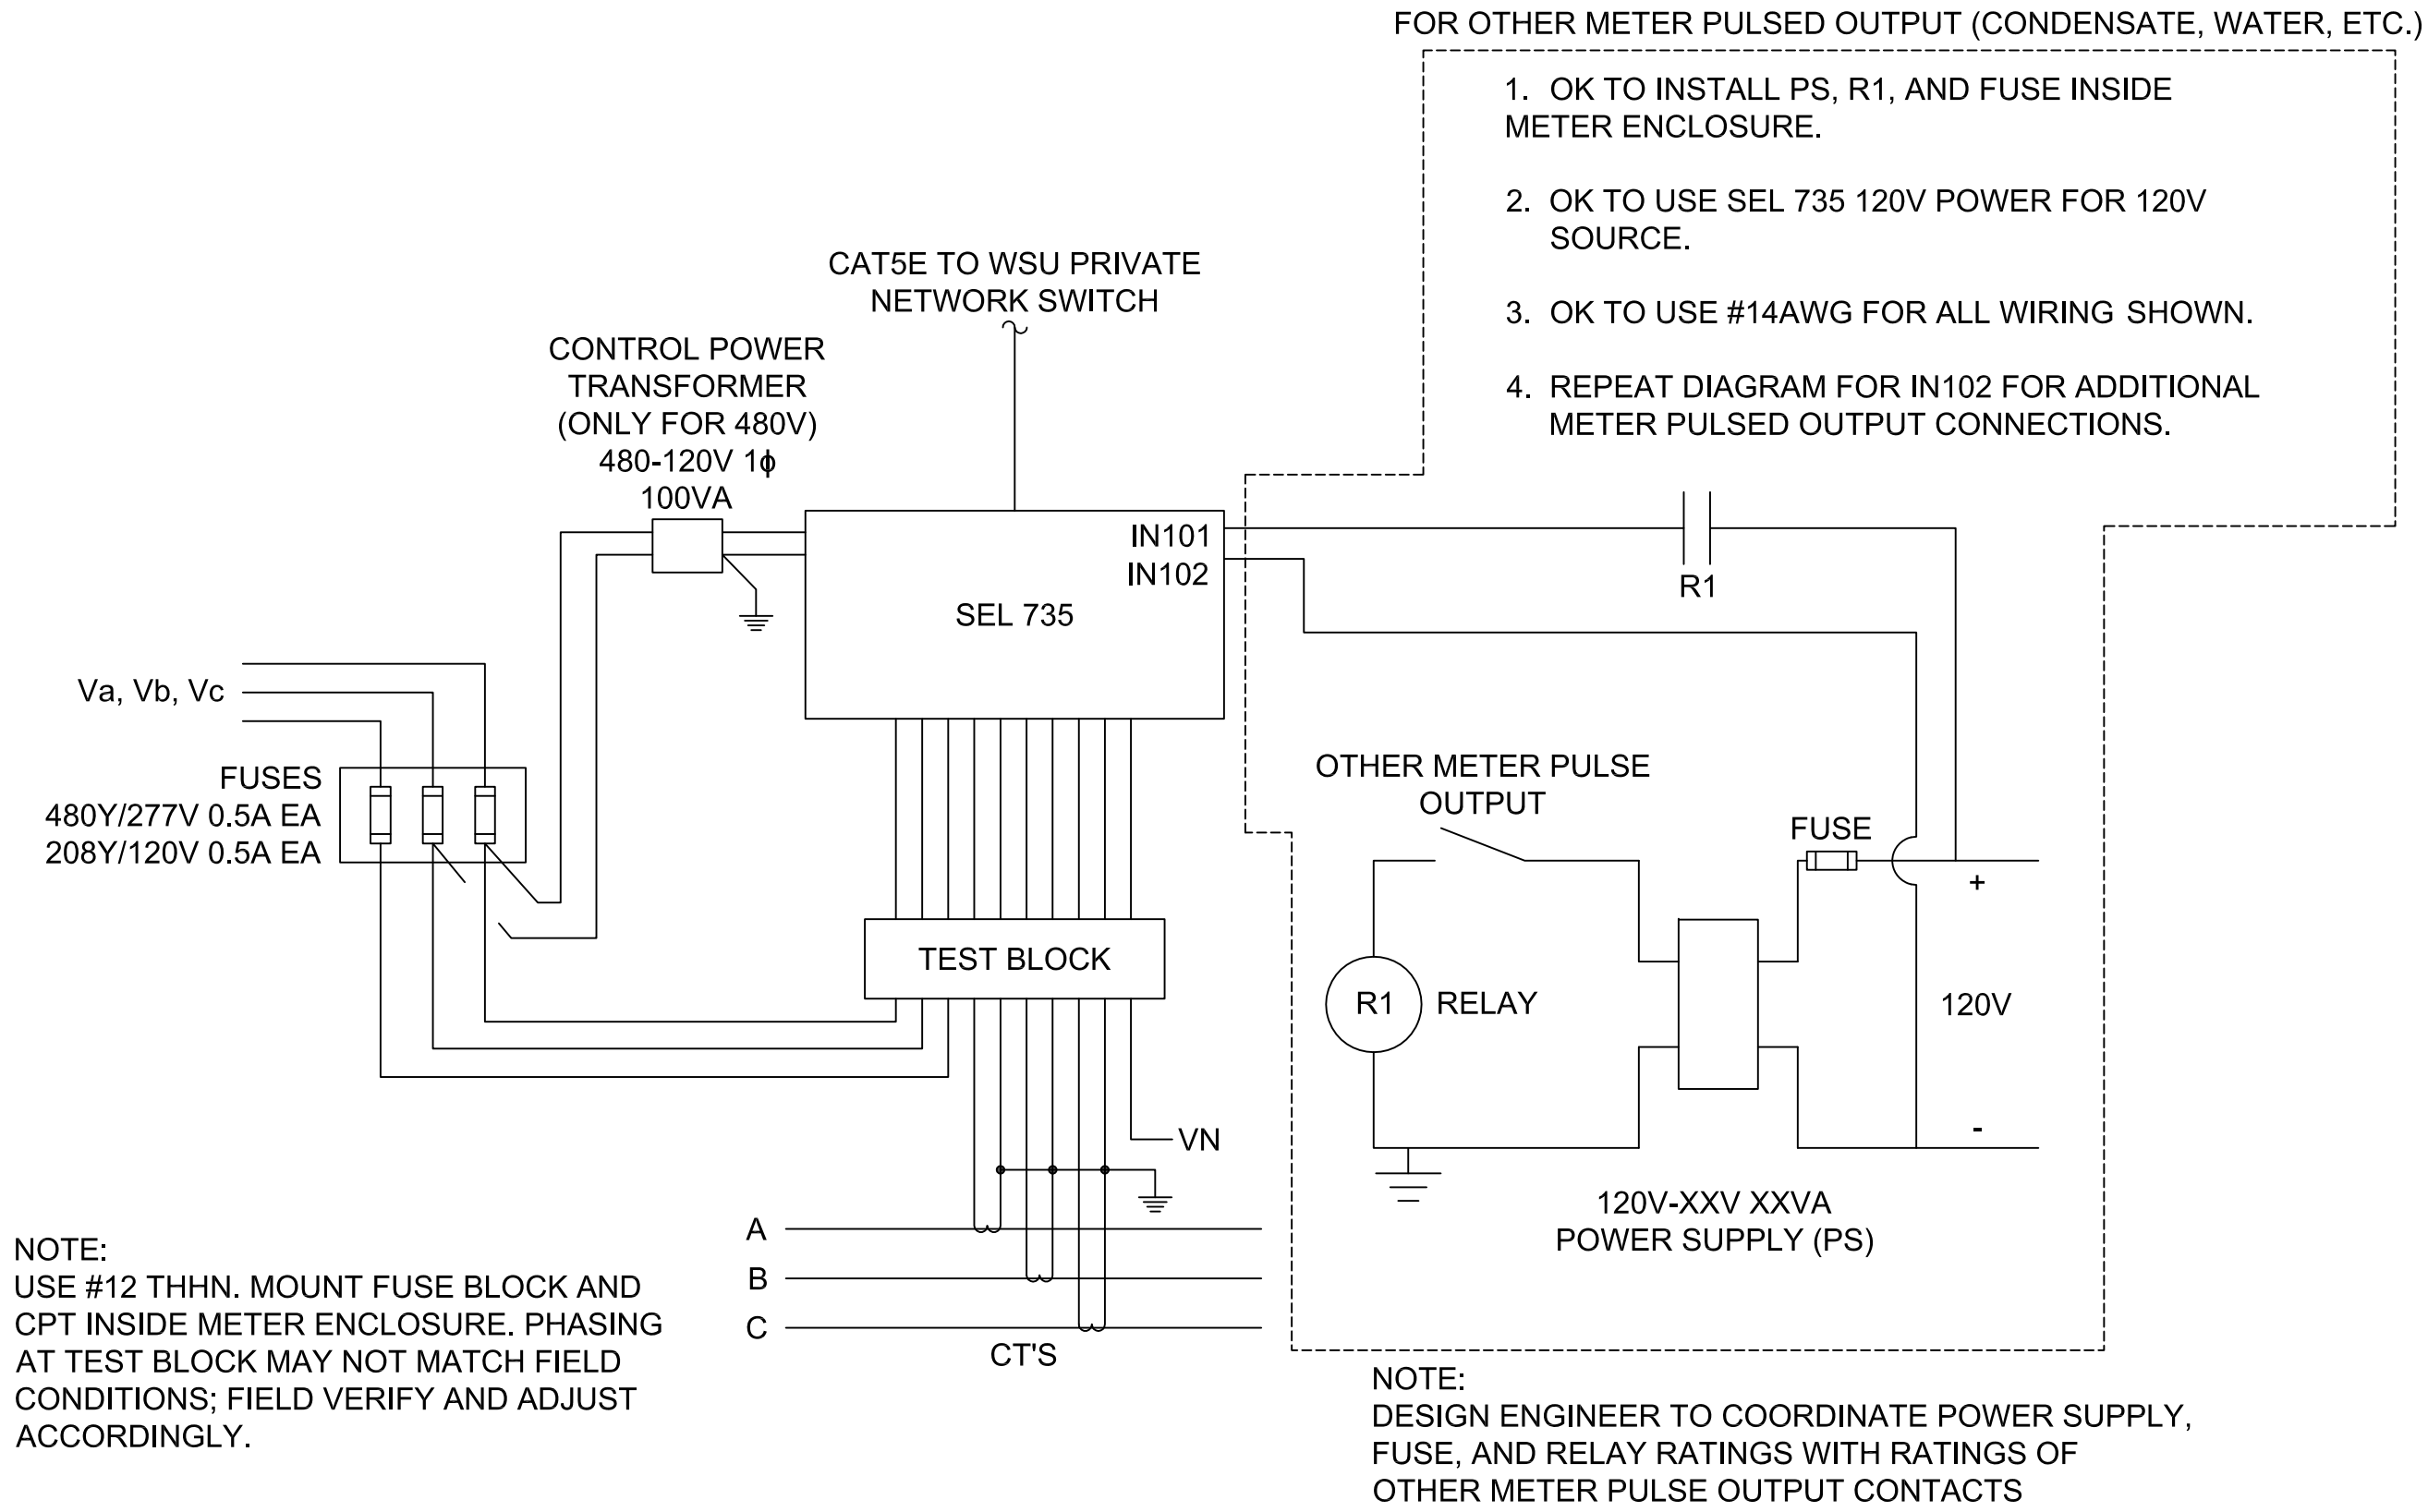 FOR OTHER METER PULSED OUTPUT (CONDENSATE, WATER, ETC.)
1. OK TO INSTALL PS, R1, AND FUSE INSIDE
METER ENCLOSURE.
2. OK TO USE SEL 735 120V POWER FOR 120V
SOURCE.
3. OK TO USE #14AWG FOR ALL WIRING SHOWN.
4. REPEAT DIAGRAM FOR IN102 FOR ADDITIONAL
METER PULSED OUTPUT CONNECTIONS.
CAT5E TO WSU PRIVATE
NETWORK SWITCH
CONTROL POWER
TRANSFORMER
(ONLY FOR 480V)
480-120V 1ϕ
100VA
IN101
IN102
SEL 735
R1
Va, Vb, Vc
FUSES
480Y/277V 0.5A EA
208Y/120V 0.5A EA
OTHER METER PULSE
OUTPUT
FUSE
+
TEST BLOCK
R1
RELAY
120V
-
VN
120V-XXV XXVA
POWER SUPPLY (PS)
A
B
C
CT'S
NOTE:
USE #12 THHN. MOUNT FUSE BLOCK AND
CPT INSIDE METER ENCLOSURE. PHASING
AT TEST BLOCK MAY NOT MATCH FIELD
CONDITIONS; FIELD VERIFY AND ADJUST
ACCORDINGLY.
NOTE:
DESIGN ENGINEER TO COORDINATE POWER SUPPLY,
FUSE, AND RELAY RATINGS WITH RATINGS OF
OTHER METER PULSE OUTPUT CONTACTS